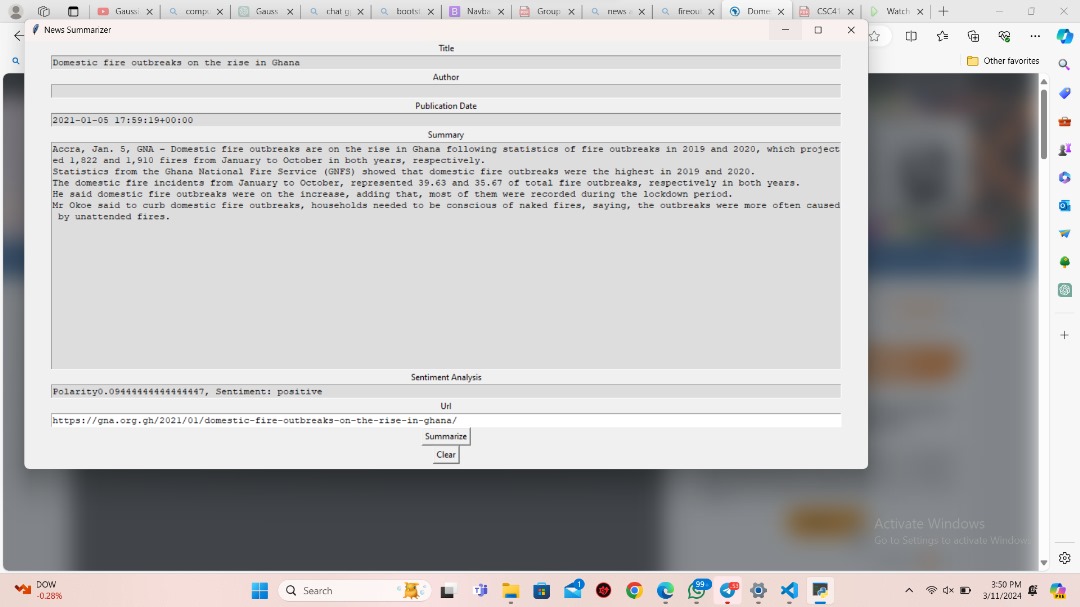 Gaussi
compu
Gauss
chat g
bootst
Navba
Group
news a
fireou
Dome
CSC41
Watch
News Summarizer
Other favorites
Title
Domestic fire outbreaks on the rise in Ghana
Author
Publication Date
2021-01-05 17:59:19+00:00
Summary
Accra, Jan. 5, GNA – Domestic fire outbreaks are on the rise in Ghana following statistics of fire outbreaks in 2019 and 2020, which project
ed 1,822 and 1,910 fires from January to October in both years, respectively.
Statistics from the Ghana National Fire Service (GNFS) showed that domestic fire outbreaks were the highest in 2019 and 2020.
The domestic fire incidents from January to October, represented 39.63 and 35.67 of total fire outbreaks, respectively in both years.
He said domestic fire outbreaks were on the increase, adding that, most of them were recorded during the lockdown period.
Mr Okoe said to curb domestic fire outbreaks, households needed to be conscious of naked fires, saying, the outbreaks were more often caused
by unattended fires.
Sentiment Analysis
Polarity0.09444444444444447, Sentiment: positive
Url
https://gna.org.gh/2021/01/domestic-fire-outbreaks-on-the-rise-in-ghana/
Summarize
Clear
Activate Windows
Go to Settings to activate Windows.
DOW
-0.28%
Search
1
99+
3:50 PM
3/11/2024